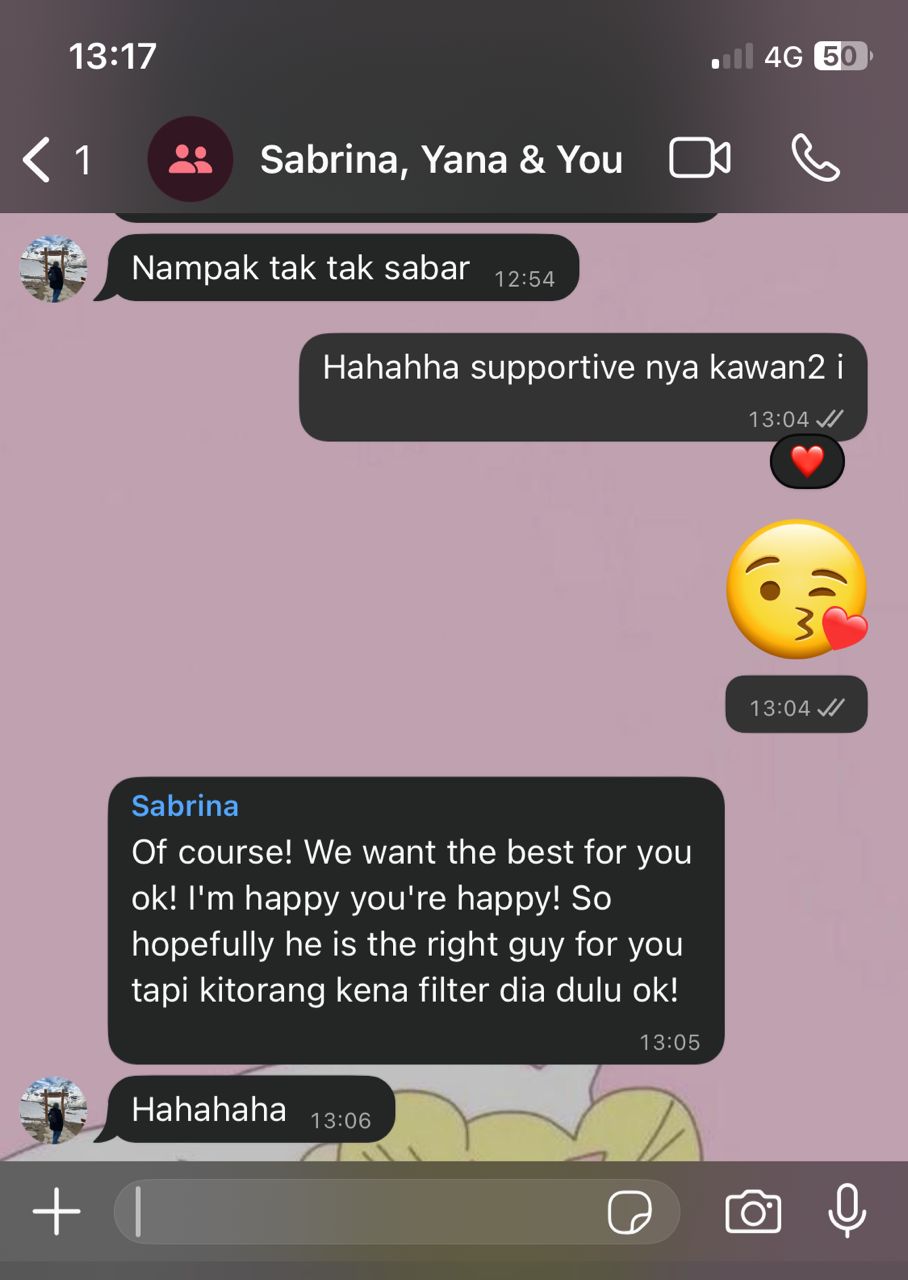 13:17
4G 50
1 Sabrina, Yana & You
Nampak tak tak sabar 12:54
Hahahha supportive nya kawan2 i
13:04
13:04
Sabrina
Of course! We want the best for you
ok! I'm happy you're happy! So
hopefully he is the right guy for you
tapi kitorang kena filter dia dulu ok!
13:05
Hahahaha 13:06